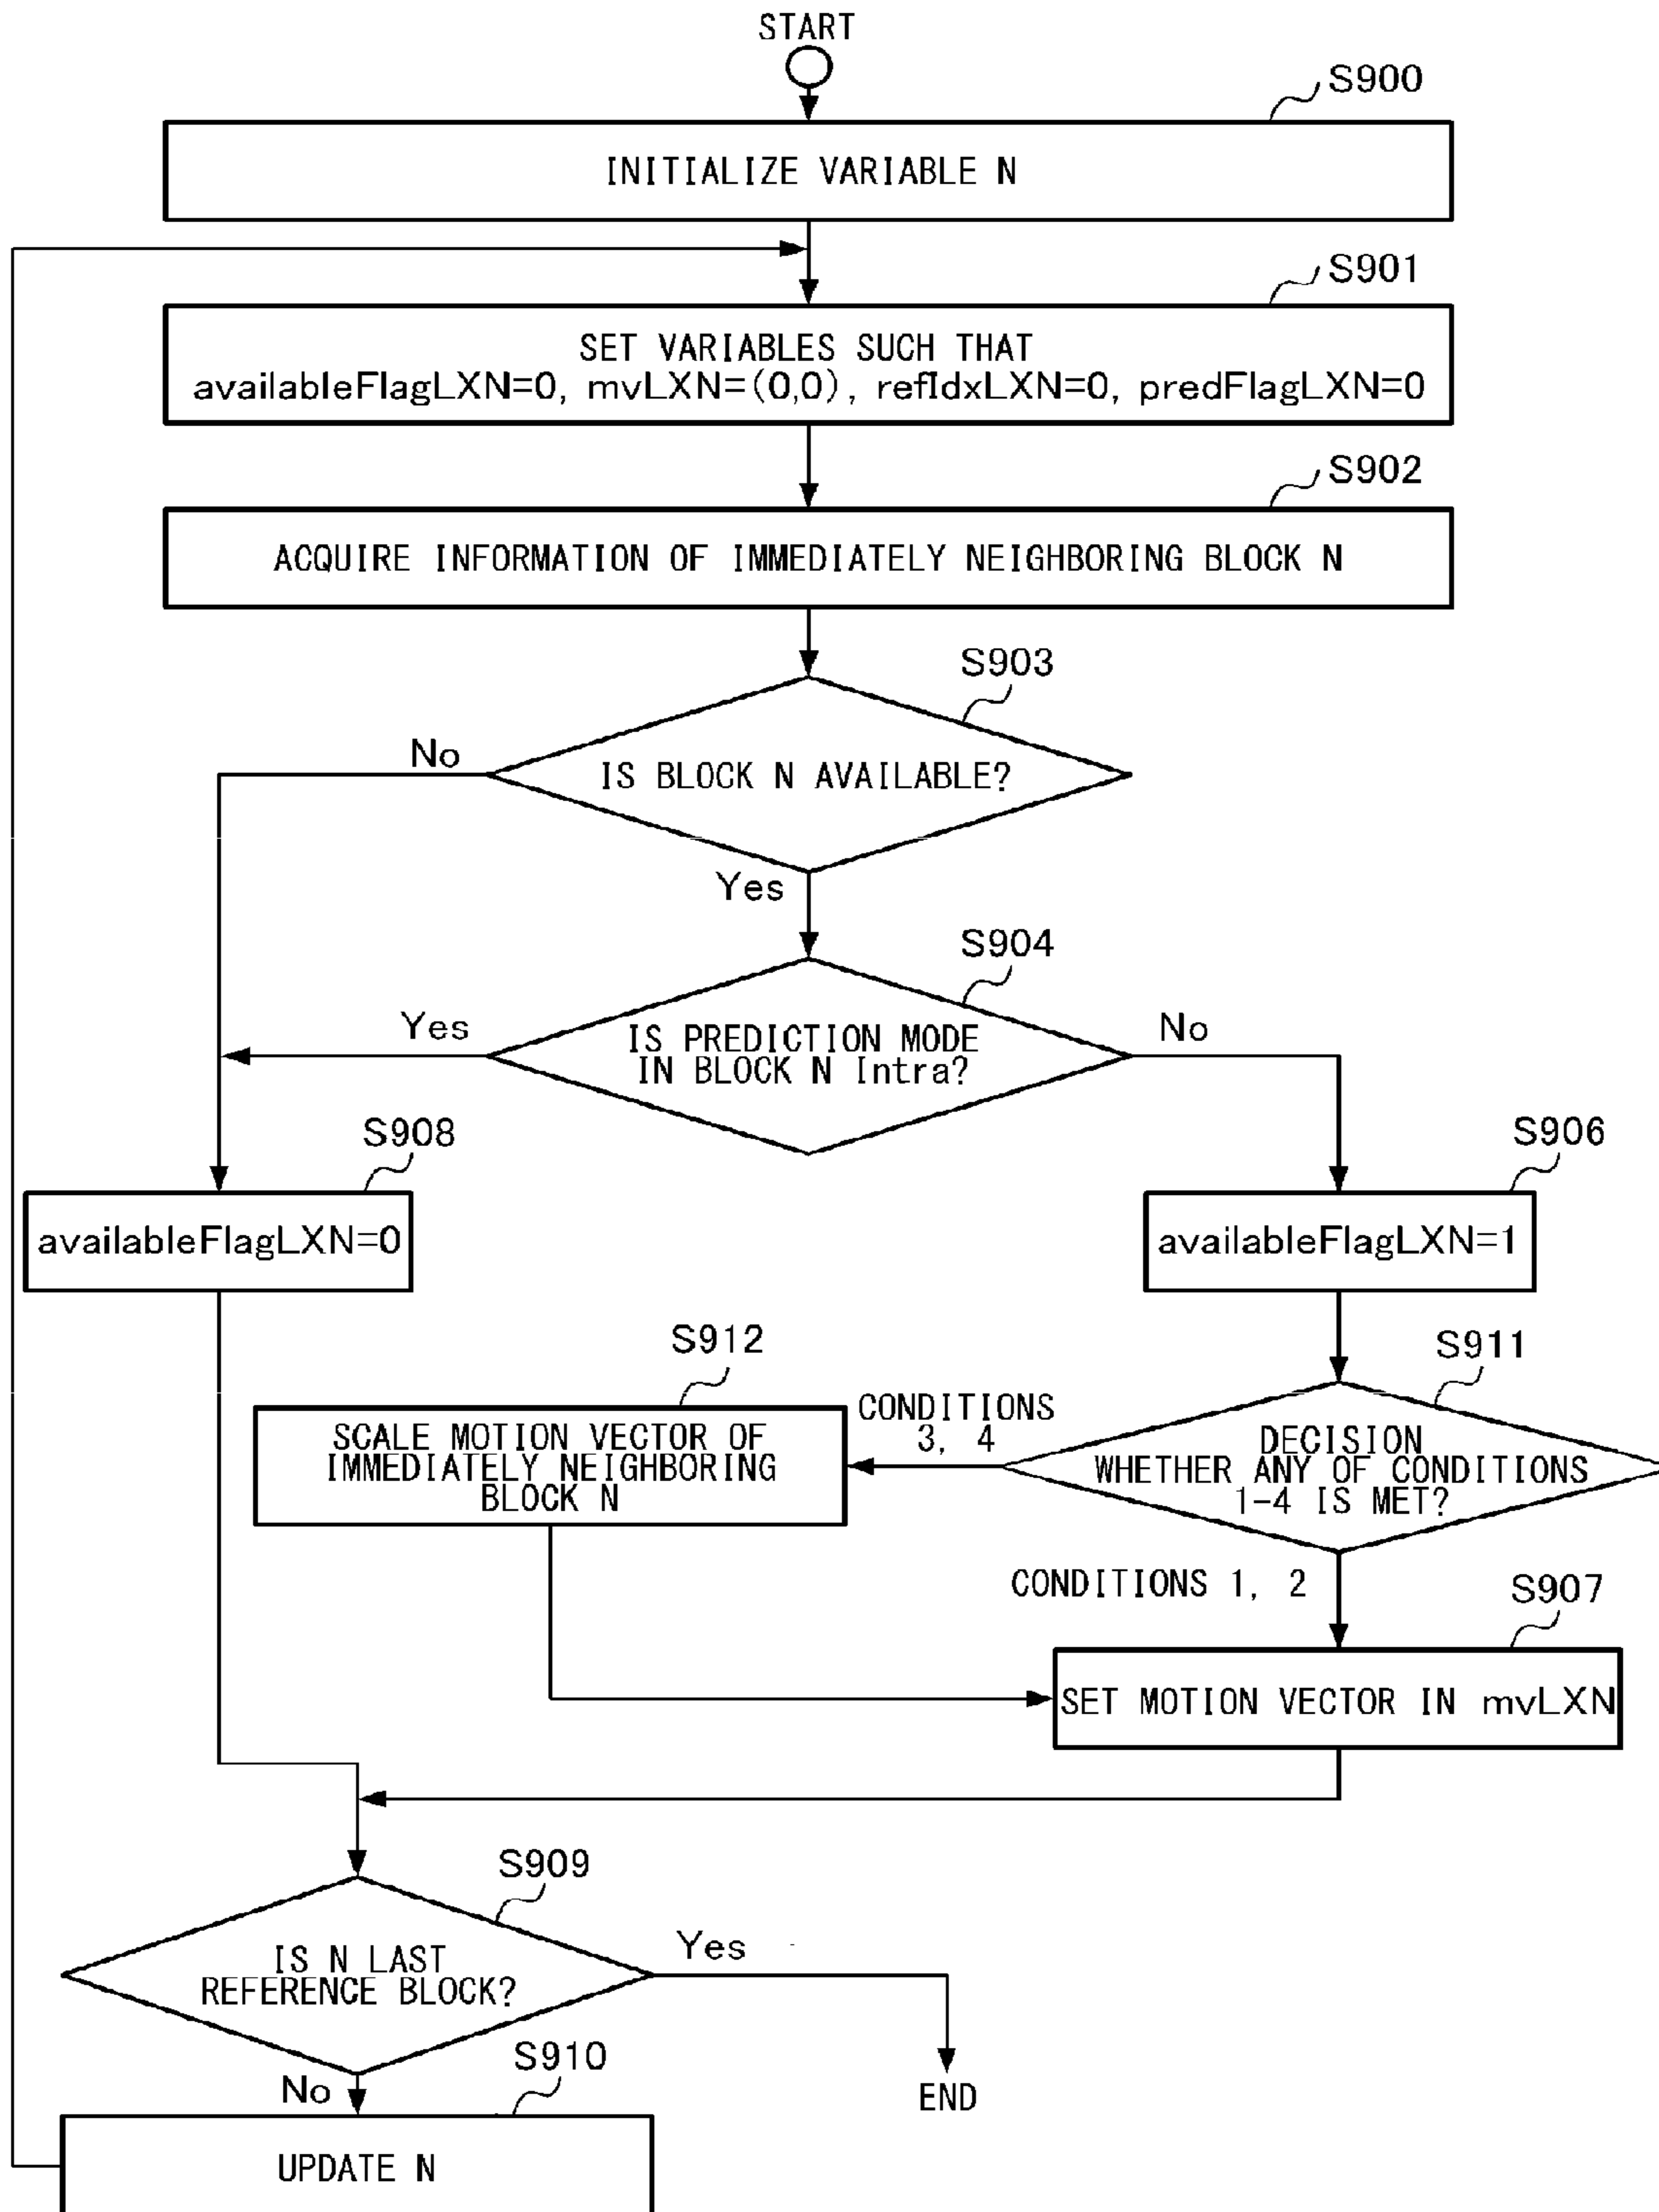 START
S900
INITIALIZE VARIABLE N
S901
SET VARIABLES SUCH THAT
availableFlagLXN=0, mvLXN=(0,0), refIdxLXN=0, predFlagLXN=0
S902
ACQUIRE INFORMATION OF IMMEDIATELY NEIGHBORING BLOCK N
S903
No
IS BLOCK N AVAILABLE?
Yes
S904
Yes
IS PREDICTION MODE
IN BLOCK N Intra?
No
S908
availableFlagLXN=0
S906
availableFlagLXN=1
S912
SCALE MOTION VECTOR OF
IMMEDIATELY NEIGHBORING
BLOCK N
CONDITIONS
3, 4
S911
DECISION
WHETHER ANY OF CONDITIONS
1-4 IS MET?
CONDITIONS 1, 2
S907
SET MOTION VECTOR IN mvLXN
S909
IS N LAST
REFERENCE BLOCK?
Yes
END
No
S910
UPDATE N